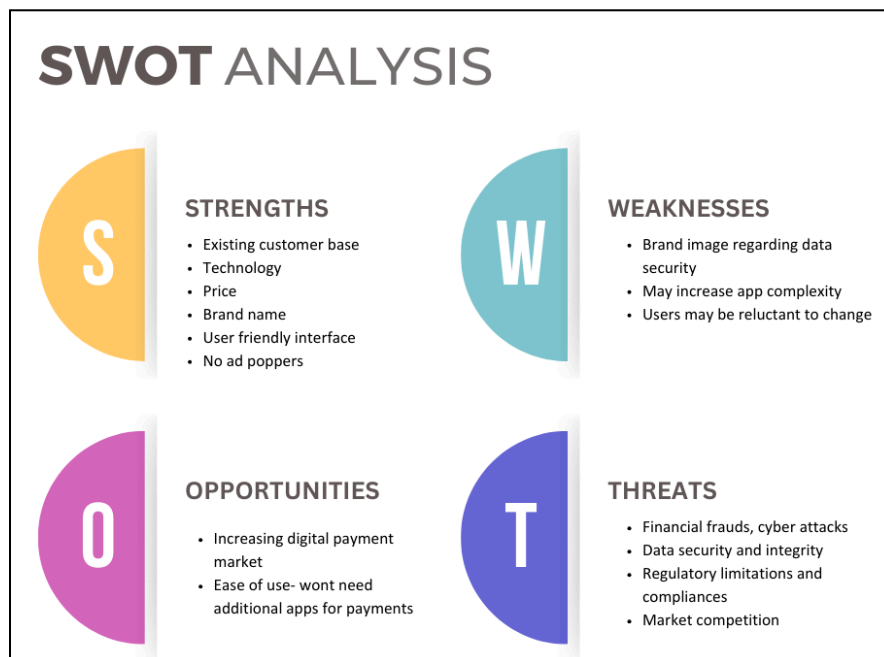 SWOT ANALYSIS
S
STRENGTHS
• Existing customer base
• Technology
• Price
• Brand name
• User friendly interface
• No ad poppers
W
WEAKNESSES
• Brand image regarding data
security
• May increase app complexity
• Users may be reluctant to change
O
OPPORTUNITIES
• Increasing digital payment
market
• Ease of use- wont need
additional apps for payments
T
THREATS
• Financial frauds, cyber attacks
• Data security and integrity
• Regulatory limitations and
compliances
• Market competition